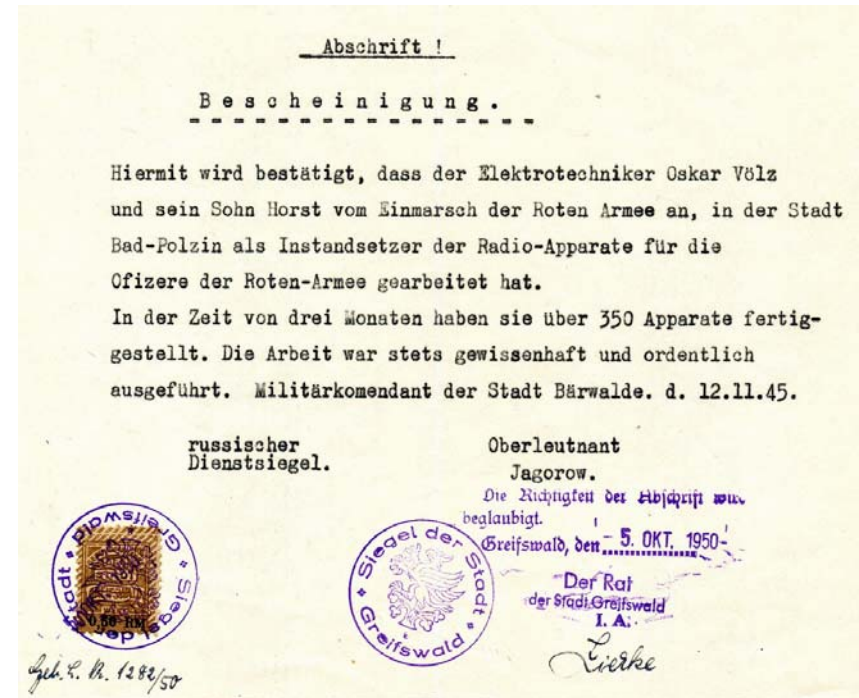 Abschrift !
Bescheinigung.
Hiermit wird bestätigt, dass der Elektrotechniker Oskar Völz
und sein Sohn Horst vom Einmarsch der Roten Armee an, in der Stadt
Bad-Polzin als Instandsetzer der Radio-Apparate für die
Ofizere der Roten-Armee gearbeitet hat.
In der Zeit von drei Monaten haben sie über 350 Apparate fertig-
gestellt. Die Arbeit war stets gewissenhaft und ordentlich
ausgeführt. Militärkomendant der Stadt Bärwalde. d. 12.11.45.
russischer
Dienstsiegel.
Oberleutnant
Jagorow.
Die Richtigkeit der Abschrift wird
beglaubigt.
Greifswald, den - 5. OKT. 1950-
Der Rat
der Stadt Greifswald
I. A.
Siegel der Stadt Greifswald
Siegel der Stadt Greifswald
0,50 RM
1282/50